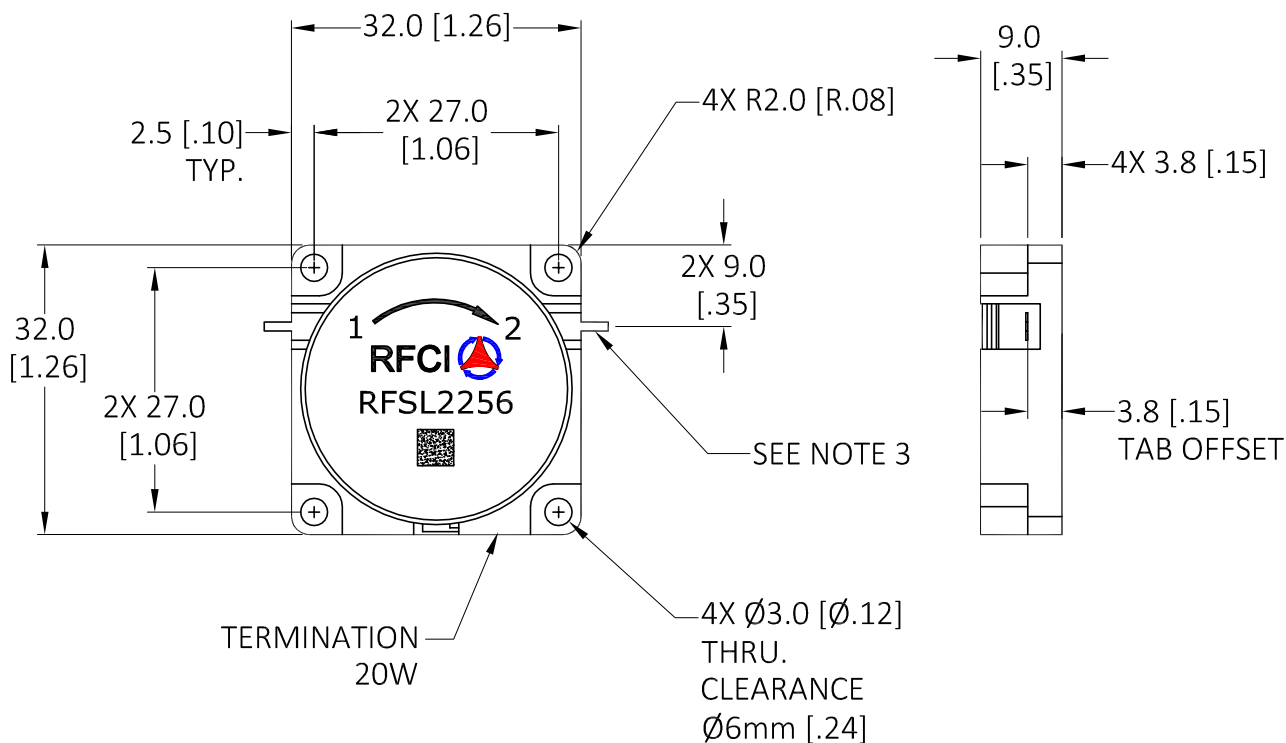 32.0 [1.26]
9.0
[.35]
2.5 [.10]
TYP.
2X 27.0
[1.06]
4X R2.0 [R.08]
4X 3.8 [.15]
2X 9.0
[.35]
1
2
RFCI
RFSL2256
32.0
[1.26]
2X 27.0
[1.06]
SEE NOTE 3
3.8 [.15]
TAB OFFSET
TERMINATION
20W
4X Ø3.0 [Ø.12]
THRU.
CLEARANCE
Ø6mm [.24]